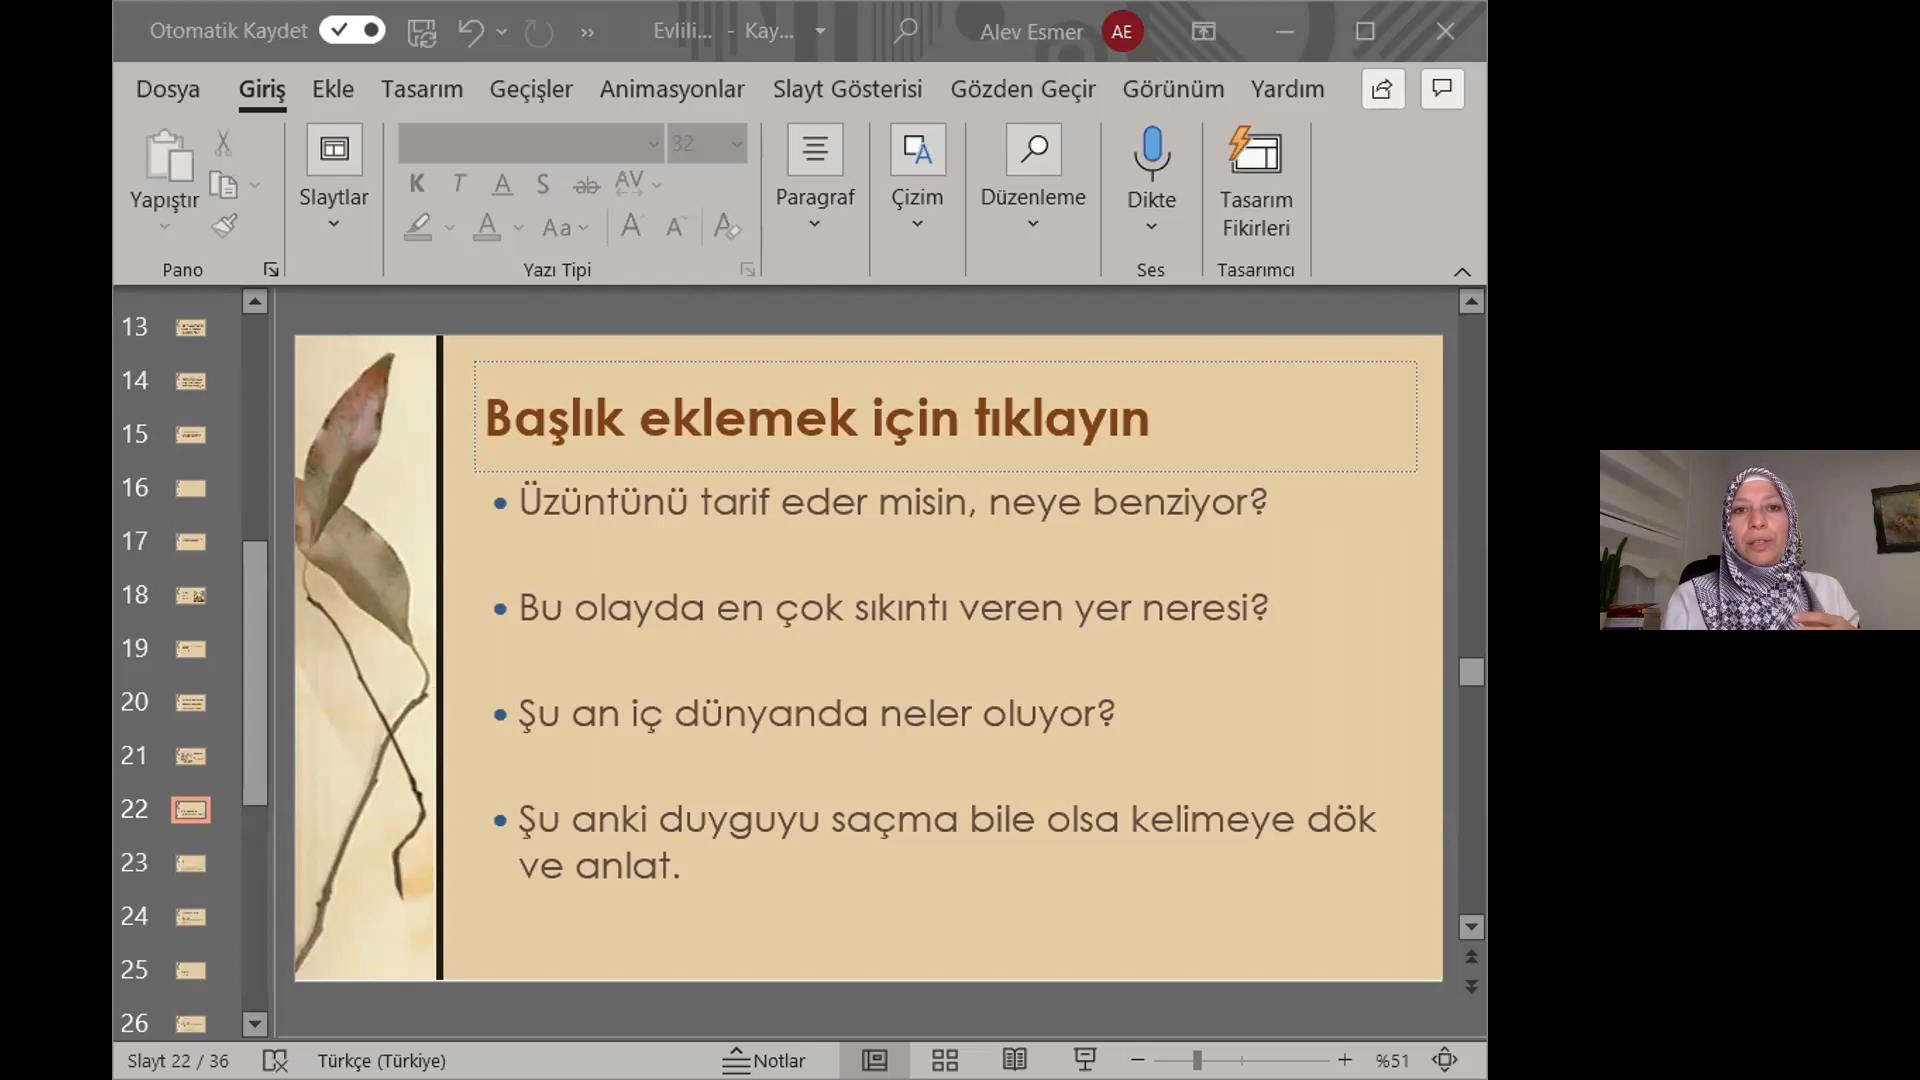 Otomatik Kaydet
Evlili... - Kay...
Alev Esmer
AE
Dosya Giriş Ekle Tasarım Geçişler Animasyonlar Slayt Gösterisi Gözden Geçir Görünüm Yardım
32
K T A S ab AV
A Aa A A A
Yapıştır
Slaytlar
Paragraf
Çizim
Düzenleme
Dikte
Tasarım
Fikirleri
Pano
Yazı Tipi
Ses
Tasarımcı
13
14
15
16
17
18
19
20
21
22
23
24
25
26
Başlık eklemek için tıklayın
• Üzüntünü tarif eder misin, neye benziyor?
• Bu olayda en çok sıkıntı veren yer neresi?
• Şu an iç dünyanda neler oluyor?
• Şu anki duyguyu saçma bile olsa kelimeye dök
ve anlat.
Slayt 22 / 36
Türkçe (Türkiye)
Notlar
%51